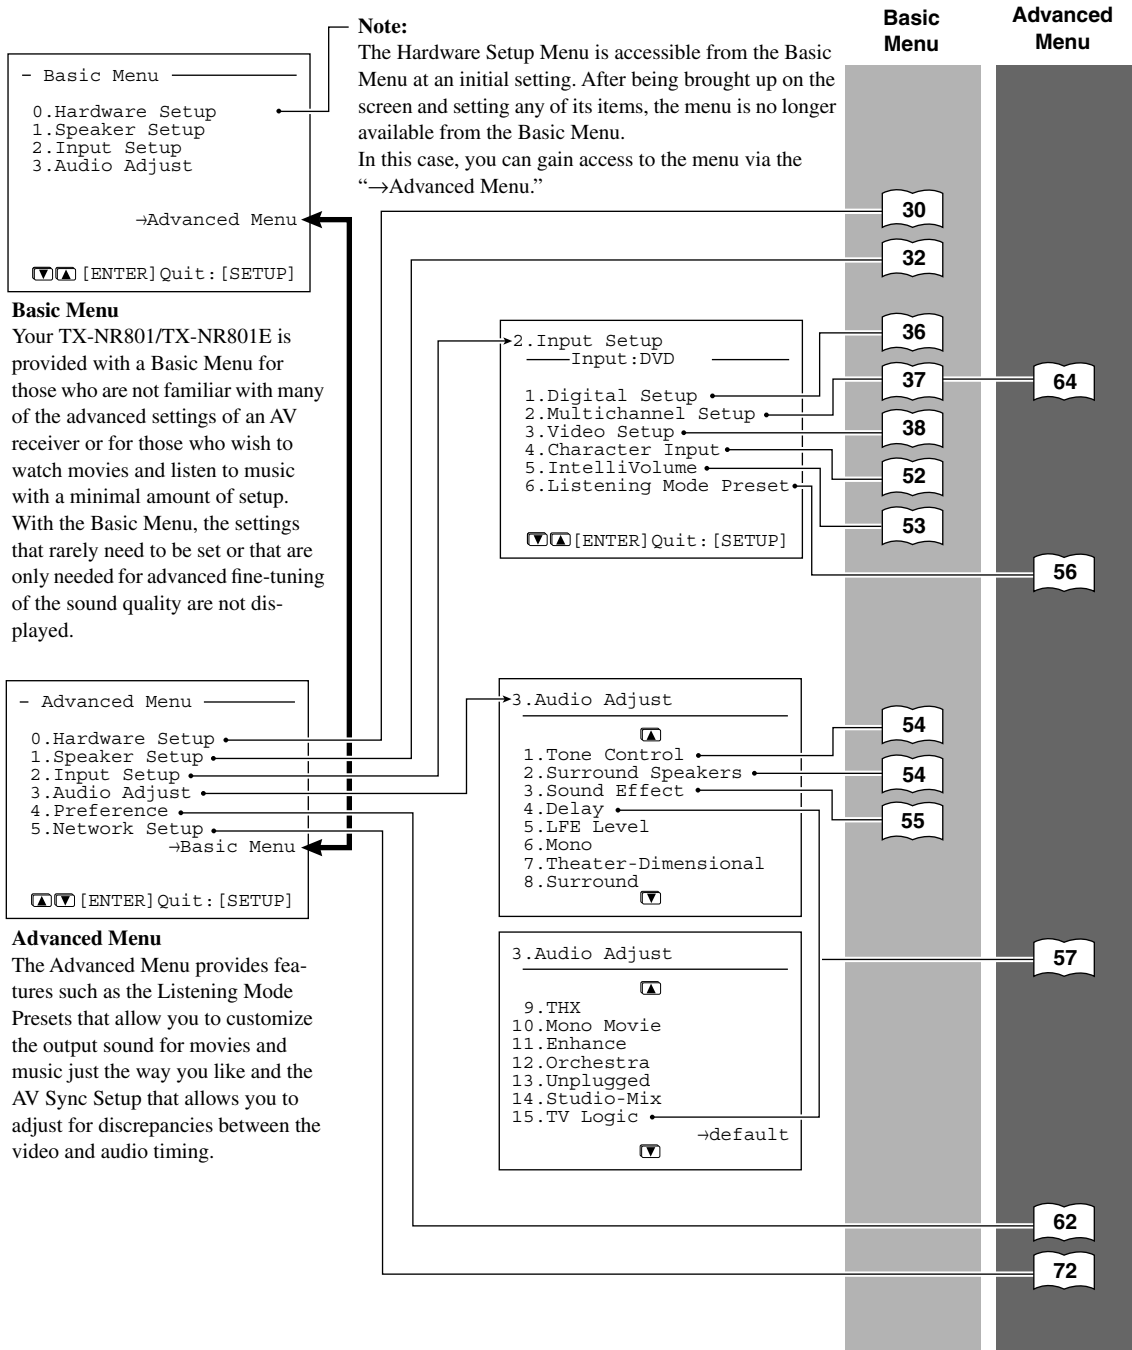 Note:
The Hardware Setup Menu is accessible from the Basic
Menu at an initial setting. After being brought up on the
screen and setting any of its items, the menu is no longer
available from the Basic Menu.
In this case, you can gain access to the menu via the
“→Advanced Menu.”
Basic
Menu
Advanced
Menu
– Basic Menu
0.Hardware Setup
1.Speaker Setup
2.Input Setup
3.Audio Adjust
→Advanced Menu
▼▲[ENTER]Quit:[SETUP]
Basic Menu
Your TX-NR801/TX-NR801E is
provided with a Basic Menu for
those who are not familiar with many
of the advanced settings of an AV
receiver or for those who wish to
watch movies and listen to music
with a minimal amount of setup.
With the Basic Menu, the settings
that rarely need to be set or that are
only needed for advanced fine-tuning
of the sound quality are not dis-
played.
– Advanced Menu
0.Hardware Setup
1.Speaker Setup
2.Input Setup
3.Audio Adjust
4.Preference
5.Network Setup
→Basic Menu
▲▼[ENTER]Quit:[SETUP]
Advanced Menu
The Advanced Menu provides fea-
tures such as the Listening Mode
Presets that allow you to customize
the output sound for movies and
music just the way you like and the
AV Sync Setup that allows you to
adjust for discrepancies between the
video and audio timing.
2.Input Setup
Input:DVD
1.Digital Setup
2.Multichannel Setup
3.Video Setup
4.Character Input
5.IntelliVolume
6.Listening Mode Preset
▼▲[ENTER]Quit:[SETUP]
3.Audio Adjust
▲
1.Tone Control
2.Surround Speakers
3.Sound Effect
4.Delay
5.LFE Level
6.Mono
7.Theater-Dimensional
8.Surround
▼
3.Audio Adjust
▲
9.THX
10.Mono Movie
11.Enhance
12.Orchestra
13.Unplugged
14.Studio-Mix
15.TV Logic
→default
▼
30
32
36
37
64
38
52
53
56
54
54
55
57
62
72